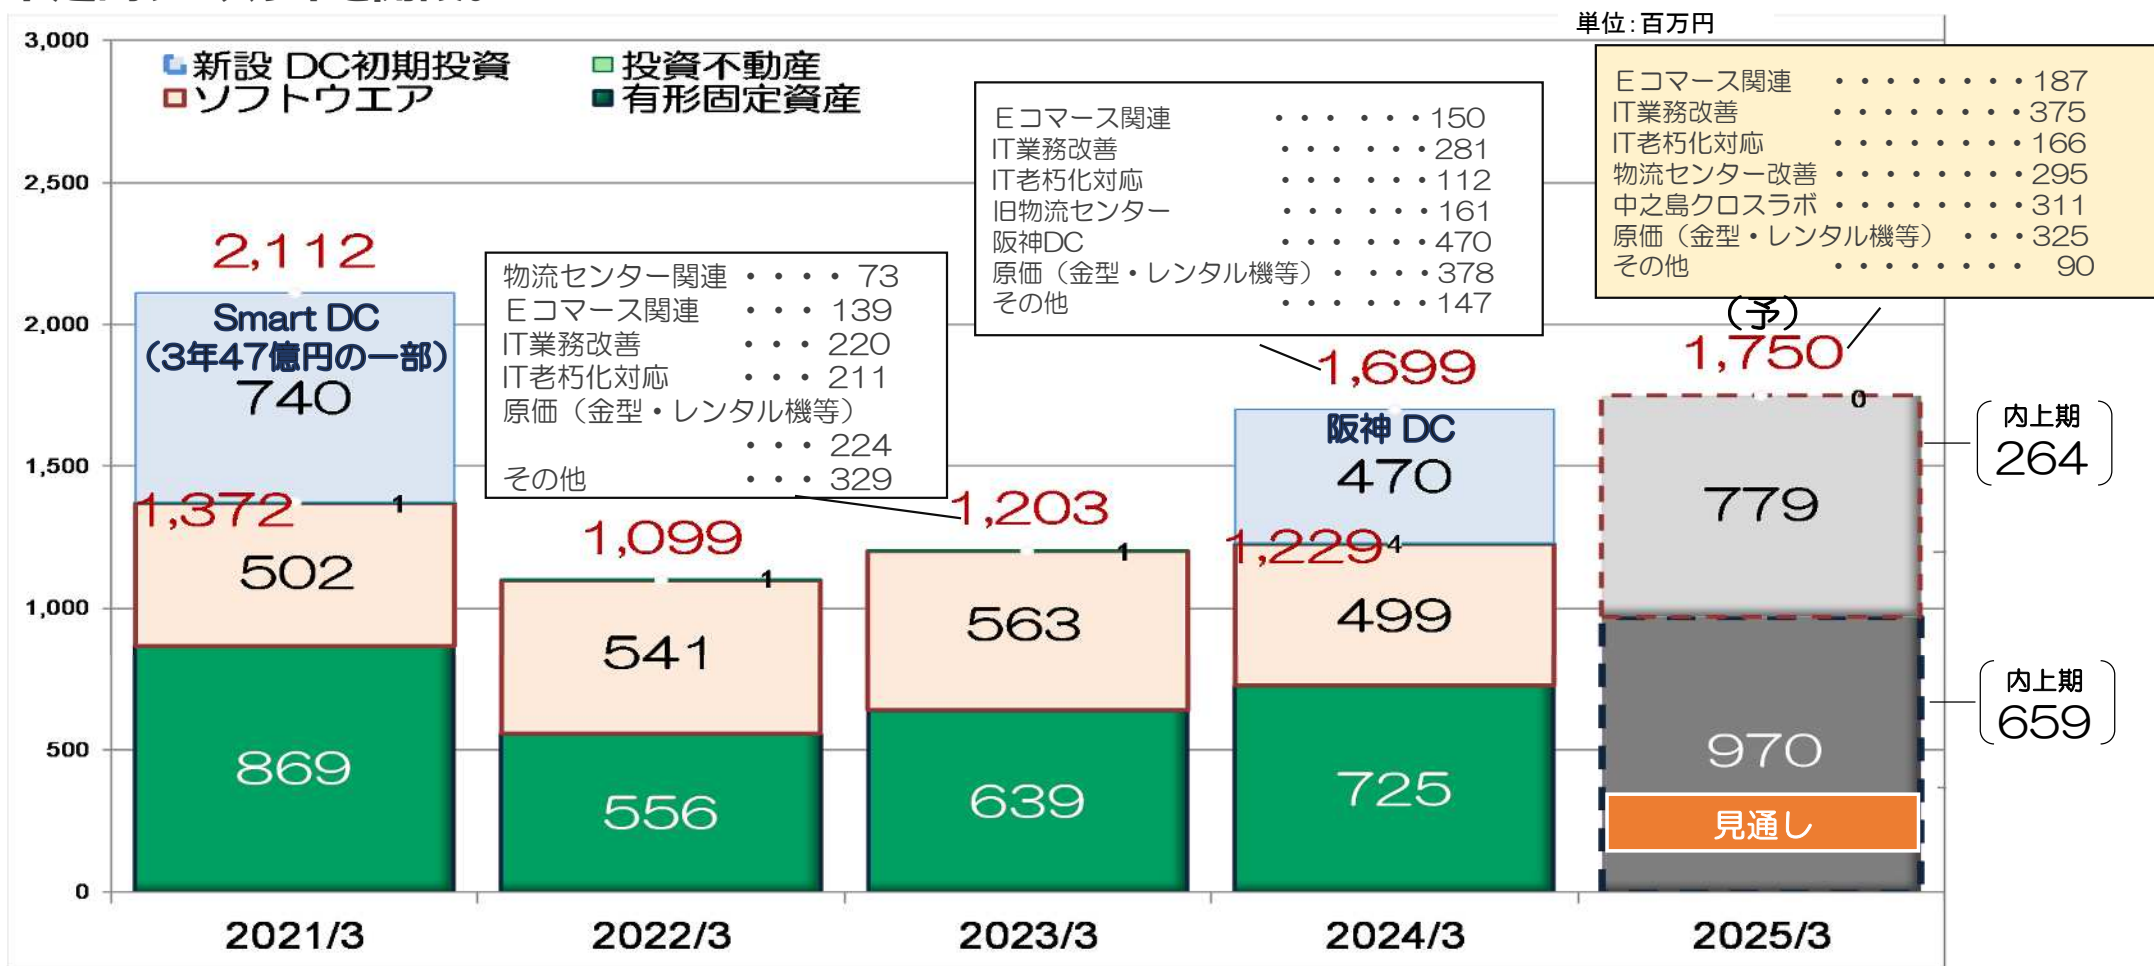 単位：百万円
3,000
2,500
2,000
1,500
1,000
500
0
新設 DC初期投資
投資不動産
ソフトウエア
有形固定資産
2,112
Smart DC
（3年47億円の一部）
740
1,372
1
502
869
2021/3
1,099
1
541
556
2022/3
物流センター関連 ・・・・ 73
Ｅコマース関連 ・・・ 139
IT業務改善 ・・・ 220
IT老朽化対応 ・・・ 211
原価（金型・レンタル機等）
・・・ 224
その他 ・・・ 329
1,203
1
563
639
2023/3
Ｅコマース関連 ・・・・・・150
IT業務改善 ・・・・・・281
IT老朽化対応 ・・・・・・112
旧物流センター ・・・・・・161
阪神DC ・・・・・・470
原価（金型・レンタル機等）・・・・378
その他 ・・・・・・147
1,699
阪神 DC
470
1,229
4
499
725
2024/3
Ｅコマース関連 ・・・・・・・・187
IT業務改善 ・・・・・・・・375
IT老朽化対応 ・・・・・・・・166
物流センター改善 ・・・・・・・・295
中之島クロスラボ ・・・・・・・・311
原価（金型・レンタル機等） ・・・325
その他 ・・・・・・・・ 90
（予）
1,750
0
779
970
見通し
2025/3
内上期
264
内上期
659